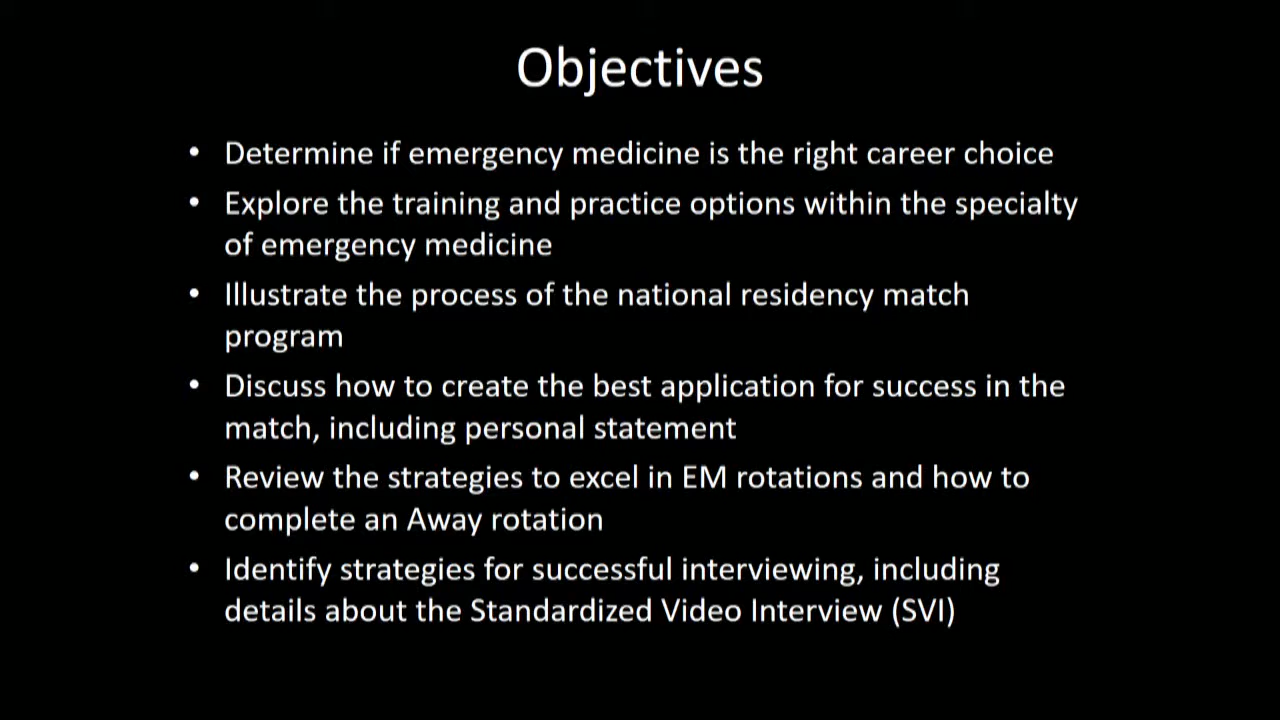 Objectives
• Determine if emergency medicine is the right career choice
• Explore the training and practice options within the specialty
of emergency medicine
• Illustrate the process of the national residency match
program
• Discuss how to create the best application for success in the
match, including personal statement
• Review the strategies to excel in EM rotations and how to
complete an Away rotation
• Identify strategies for successful interviewing, including
details about the Standardized Video Interview (SVI)